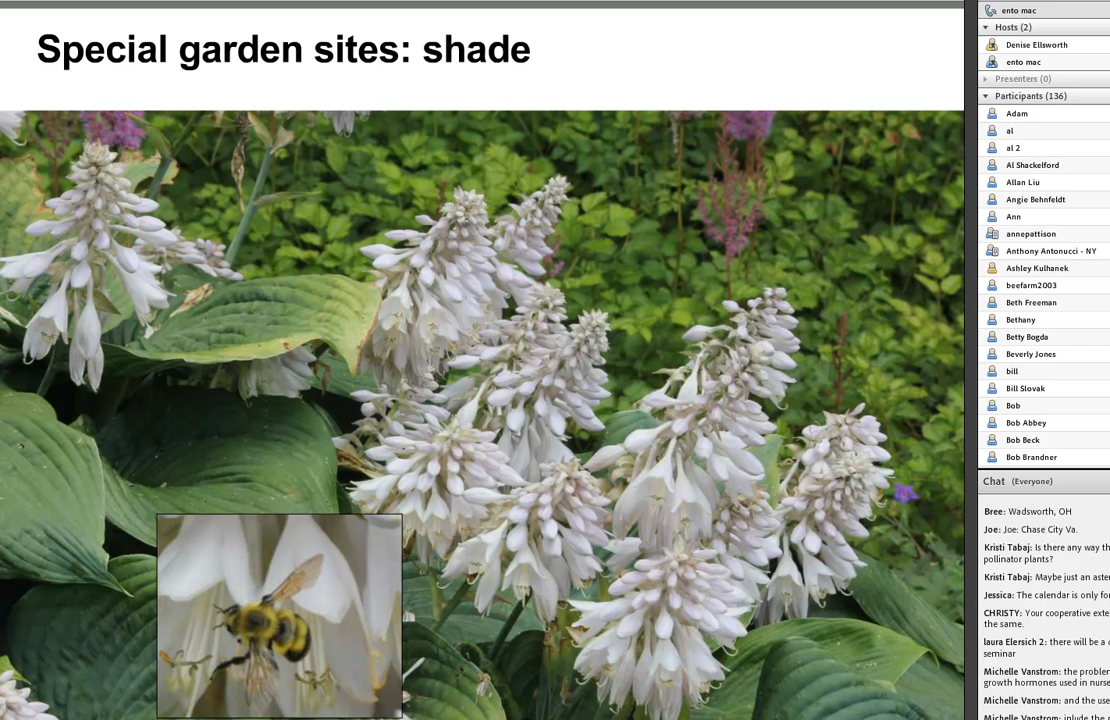 Special garden sites: shade
ento mac
Hosts (2)
Denise Ellsworth
ento mac
Presenters (0)
Participants (136)
Adam
al
al 2
Al Shackelford
Allan Liu
Angie Behnfeldt
Ann
annepattison
Anthony Antonucci - NY
Ashley Kulhanek
beefarm2003
Beth Freeman
Bethany
Betty Bogda
Beverly Jones
bill
Bill Slovak
Bob
Bob Abbey
Bob Beck
Bob Brandner
Chat (Everyone)
Bree: Wadsworth, OH
Joe: Joe: Chase City Va.
Kristi Tabaj: Is there any way th
pollinator plants?
Kristi Tabaj: Maybe just an aste
Jessica: The calendar is only fo
CHRISTY: Your cooperative exte
the same.
laura Elersich 2: there will be a
seminar
Michelle Vanstrom: the problem
growth hormones used in nurse
Michelle Vanstrom: and the use
Michelle Vanstrom: inlude the